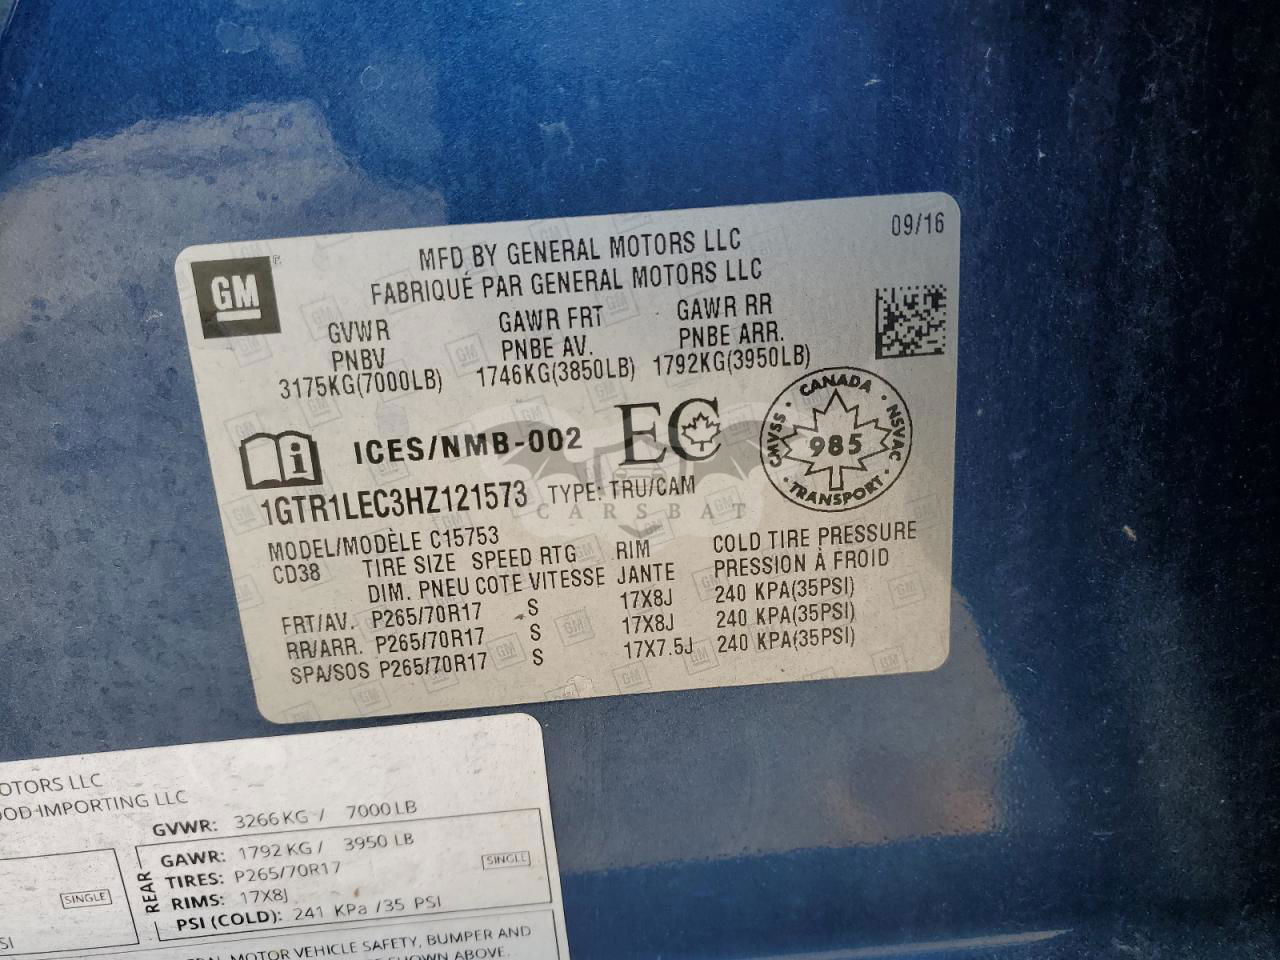 09/16
GM
MFD BY GENERAL MOTORS LLC
FABRIQUÉ PAR GENERAL MOTORS LLC
GVWR GAWR FRT GAWR RR
PNBV PNBE AV. PNBE ARR.
3175KG(7000LB) 1746KG(3850LB) 1792KG(3950LB)
ICES/NMB-002 EC
CANADA
CMVSS 985 NSVAC
TRANSPORT
1GTR1LEC3HZ121573 TYPE: TRU/CAM
CARSBAT
MODEL/MODÈLE C15753
CD38 TIRE SIZE SPEED RTG RIM COLD TIRE PRESSURE
DIM. PNEU COTE VITESSE JANTE PRESSION À FROID
FRT/AV. P265/70R17 S 17X8J 240 KPA(35PSI)
RR/ARR. P265/70R17 S 17X8J 240 KPA(35PSI)
SPA/SOS P265/70R17 S 17X7.5J 240 KPA(35PSI)
OTORS LLC
OOD-IMPORTING LLC
GVWR: 3266 KG / 7000 LB
REAR
GAWR: 1792 KG / 3950 LB
TIRES: P265/70R17 SINGLE
SINGLE RIMS: 17X8J
SI PSI (COLD): 241 KPa / 35 PSI
MOTOR VEHICLE SAFETY, BUMPER AND
SHOWN ABOVE.